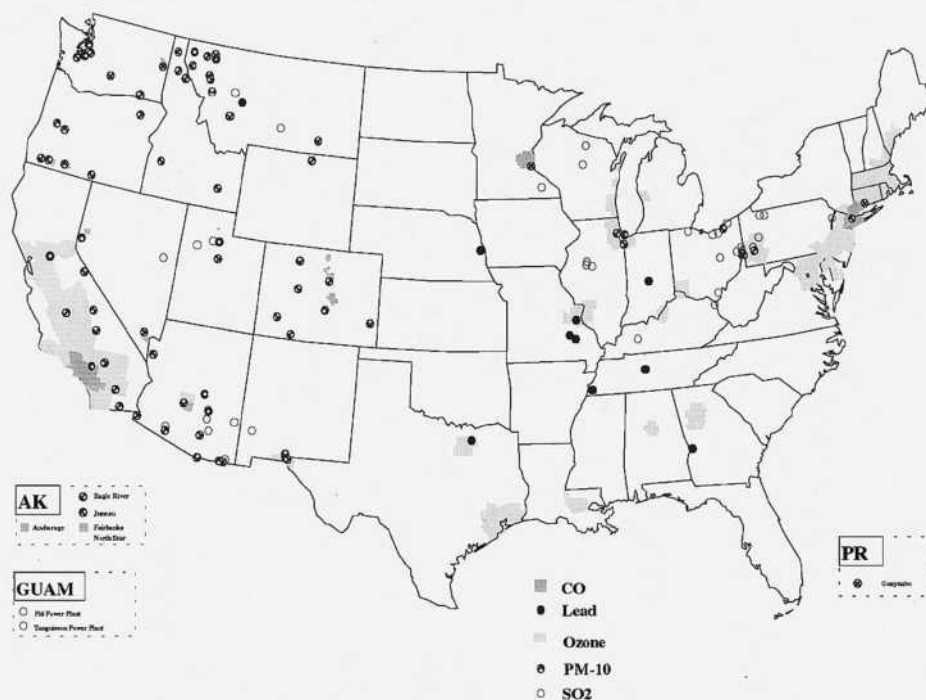 AK
Eagle River
Juneau
Anchorage
Fairbanks
North Star
GUAM
Piti Power Plant
Tanguisson Power Plant
PR
Guaynabo
CO
Lead
Ozone
PM-10
SO2